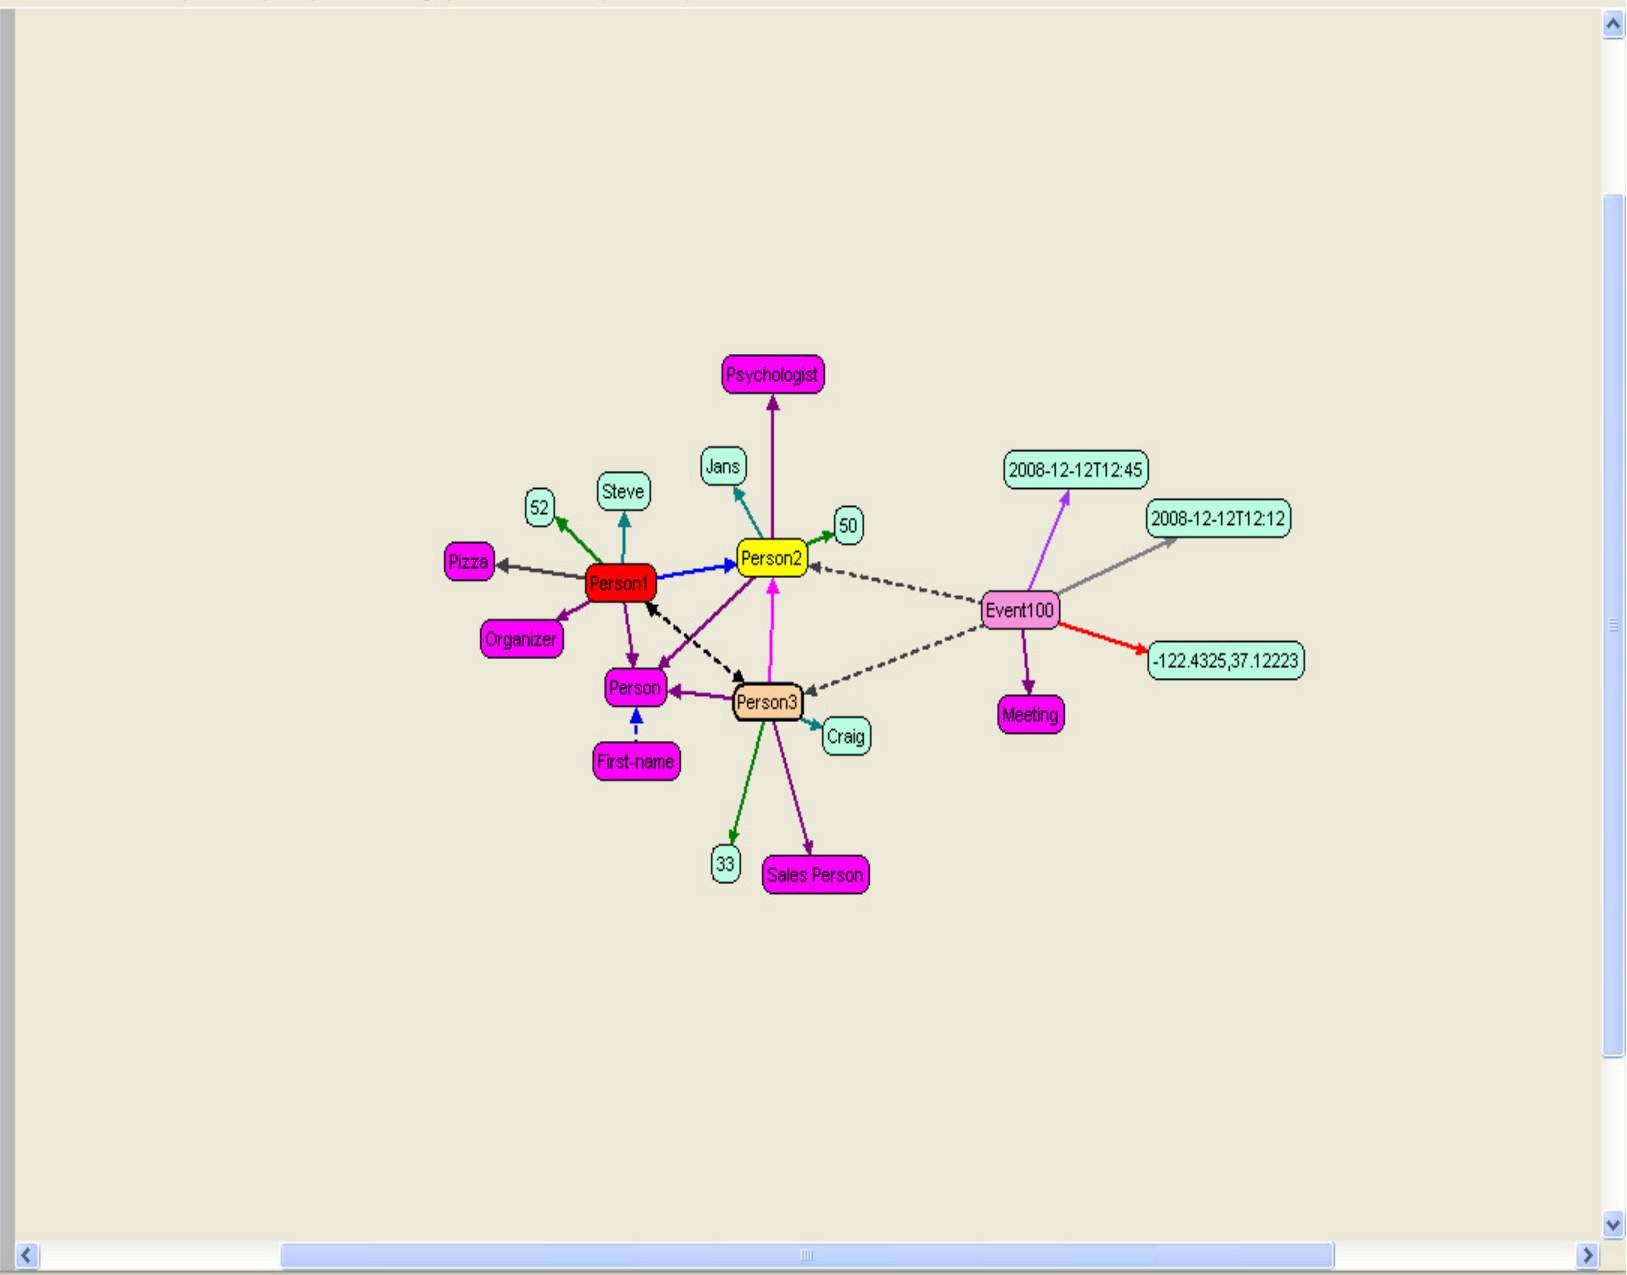 Psychologist
Jans
2008-12-12T12:45
Steve
52
2008-12-12T12:12
50
Pizza
Person2
Person1
Event100
Organizer
-122.4325,37.12223
Person
Person3
Meeting
Craig
First-name
33
Sales Person